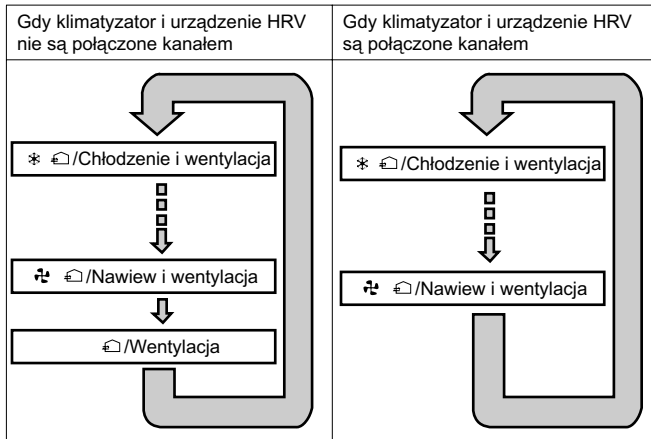 Gdy klimatyzator i urządzenie HRV
nie są połączone kanałem
/Chłodzenie i wentylacja
/Nawiew i wentylacja
/Wentylacja
Gdy klimatyzator i urządzenie HRV
są połączone kanałem
/Chłodzenie i wentylacja
/Nawiew i wentylacja